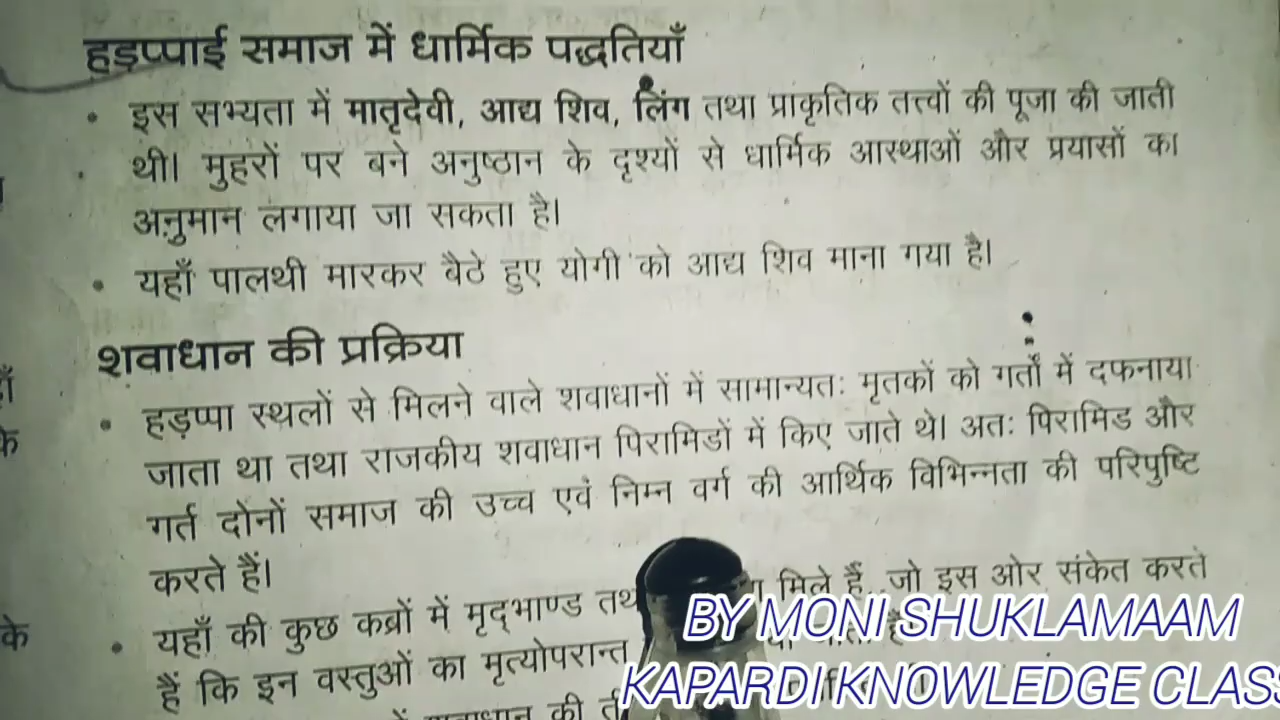 हड़प्पाई समाज में धार्मिक पद्धतियाँ
• इस सभ्यता में मातृदेवी, आद्य शिव, लिंग तथा प्राकृतिक तत्त्वों की पूजा की जाती
थी। मुहरों पर बने अनुष्ठान के दृश्यों से धार्मिक आस्थाओं और प्रयासों का
अनुमान लगाया जा सकता है।
• यहाँ पालथी मारकर बैठे हुए योगी को आद्य शिव माना गया है।
शवाधान की प्रक्रिया
• हड़प्पा स्थलों से मिलने वाले शवाधानों में सामान्यतः मृतकों को गर्तों में दफनाया
जाता था तथा राजकीय शवाधान पिरामिडों में किए जाते थे। अतः पिरामिड और
गर्त दोनों समाज की उच्च एवं निम्न वर्ग की आर्थिक विभिन्नता की परिपुष्टि
करते हैं।
• यहाँ की कुछ कब्रों में मृद्भाण्ड मिले हैं, जो इस ओर संकेत करते
हैं कि इन वस्तुओं का मृत्योपरान्त
शवाधान की
के
BY MONI SHUKLAMAAM
KAPARDI KNOWLEDGE CLASS